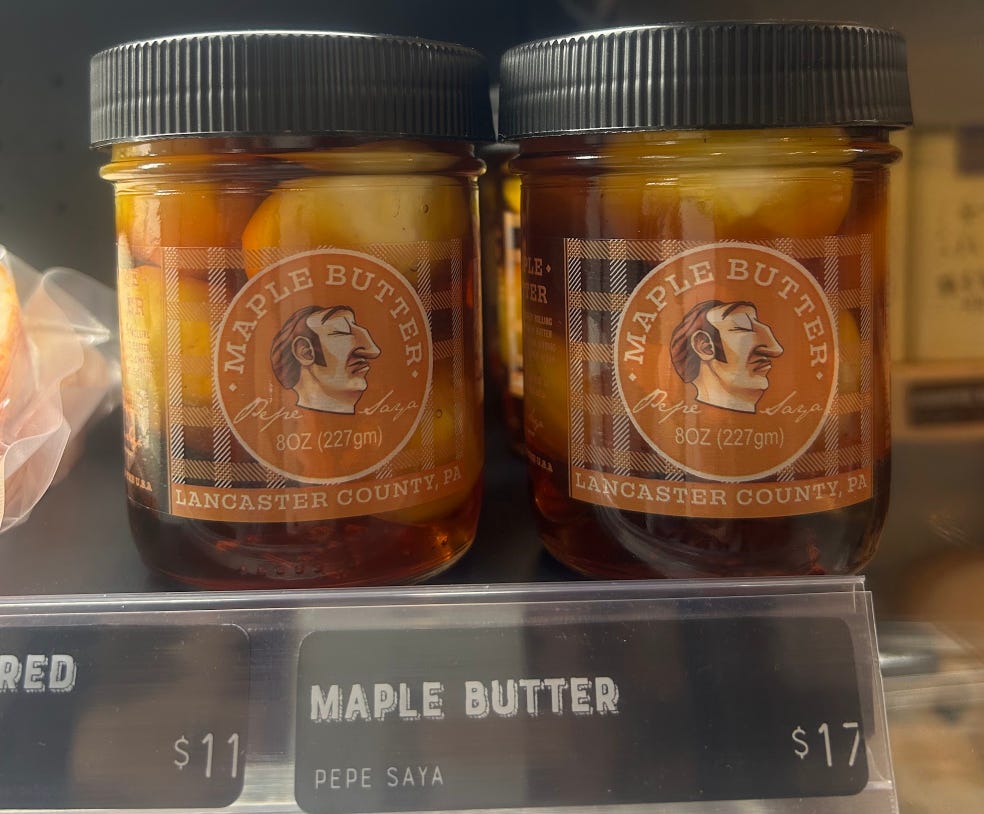 MAPLE BUTTER
Pepe Saya
8OZ (227gm)
LANCASTER COUNTY, PA
MAPLE BUTTER
Pepe Saya
8OZ (227gm)
LANCASTER COUNTY, PA
RED
$11
MAPLE BUTTER
$17
PEPE SAYA